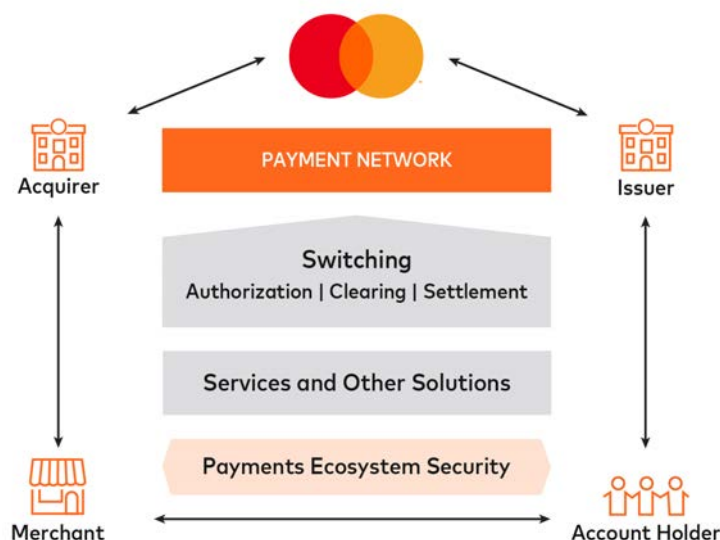 PAYMENT NETWORK
Acquirer
Issuer
Switching
Authorization | Clearing | Settlement
Services and Other Solutions
Payments Ecosystem Security
Merchant
Account Holder